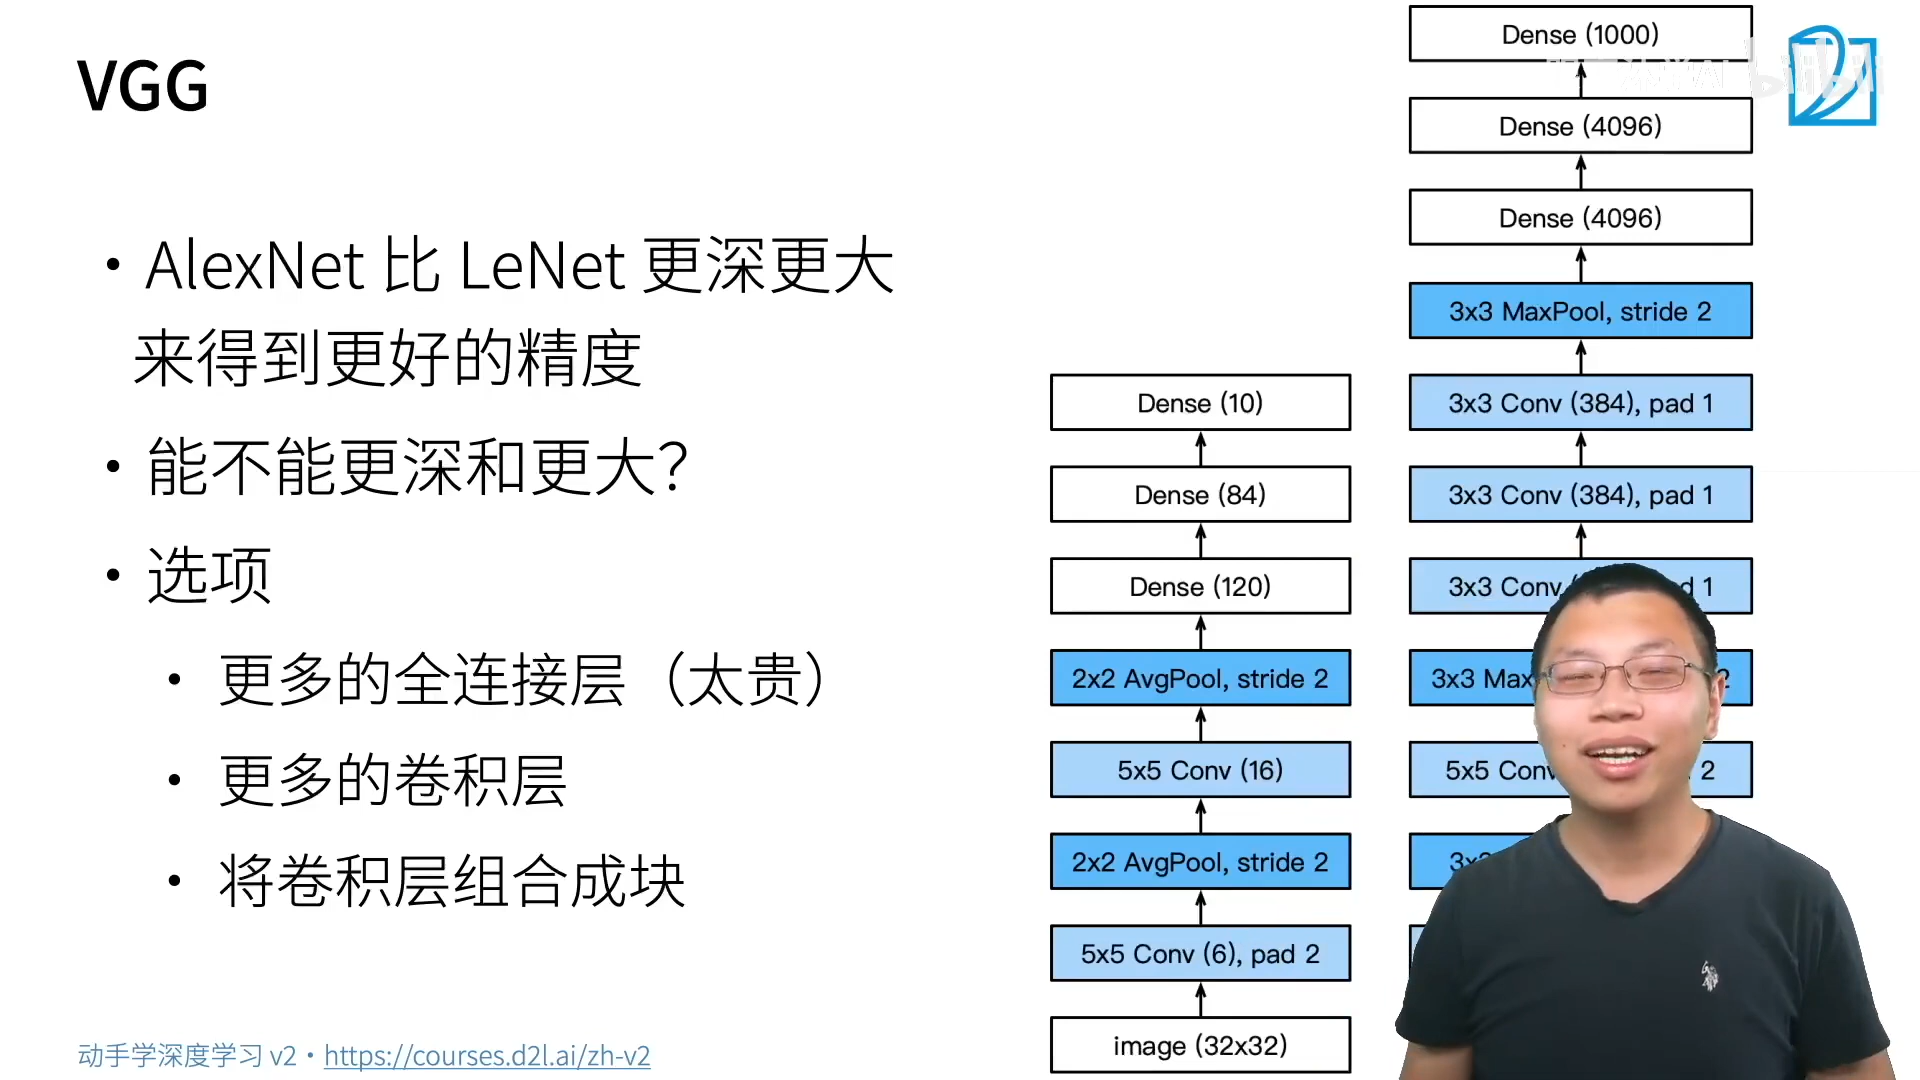 VGG
• AlexNet 比 LeNet 更深更大
来得到更好的精度
• 能不能更深和更大？
• 选项
• 更多的全连接层（太贵）
• 更多的卷积层
• 将卷积层组合成块
动手学深度学习 v2 • https://courses.d2l.ai/zh-v2
Dense (10)
Dense (84)
Dense (120)
2x2 AvgPool, stride 2
5x5 Conv (16)
2x2 AvgPool, stride 2
5x5 Conv (6), pad 2
image (32x32)
Dense (1000)
Dense (4096)
Dense (4096)
3x3 MaxPool, stride 2
3x3 Conv (384), pad 1
3x3 Conv (384), pad 1
3x3 Conv 1
3x3 2
5x5 2
bilibili